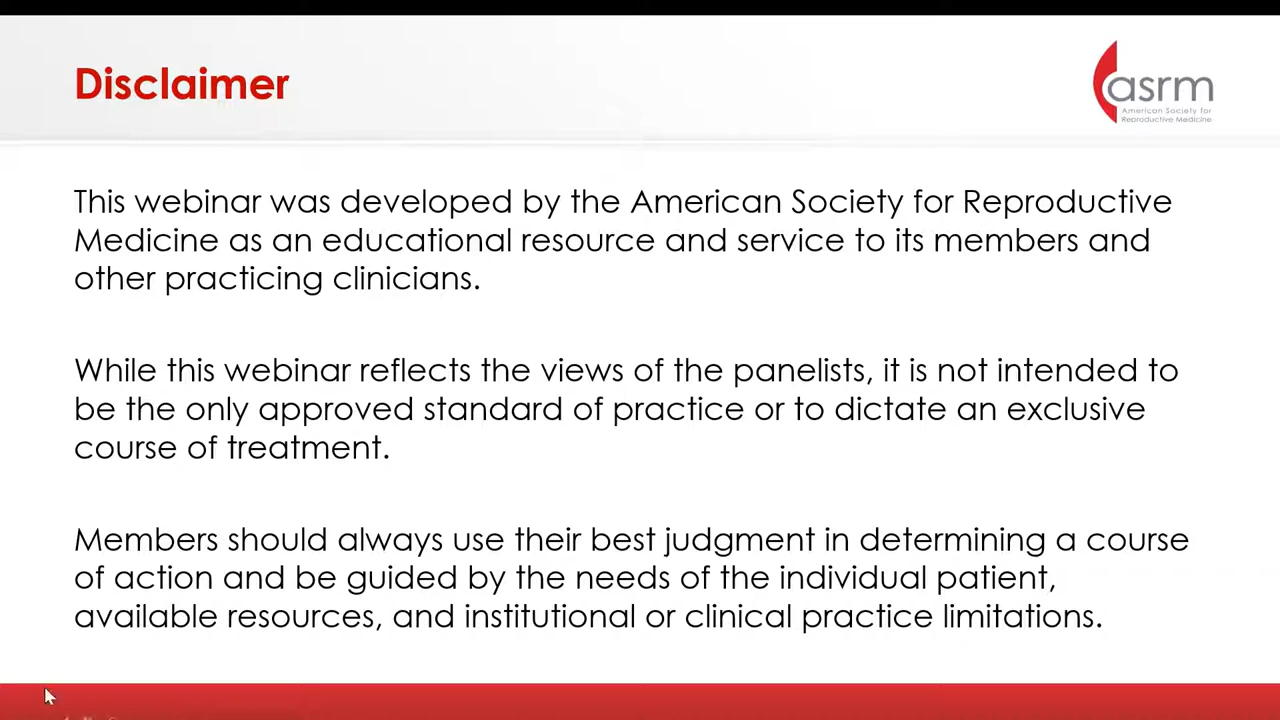 Disclaimer
asrm
American Society for
Reproductive Medicine
This webinar was developed by the American Society for Reproductive
Medicine as an educational resource and service to its members and
other practicing clinicians.
While this webinar reflects the views of the panelists, it is not intended to
be the only approved standard of practice or to dictate an exclusive
course of treatment.
Members should always use their best judgment in determining a course
of action and be guided by the needs of the individual patient,
available resources, and institutional or clinical practice limitations.